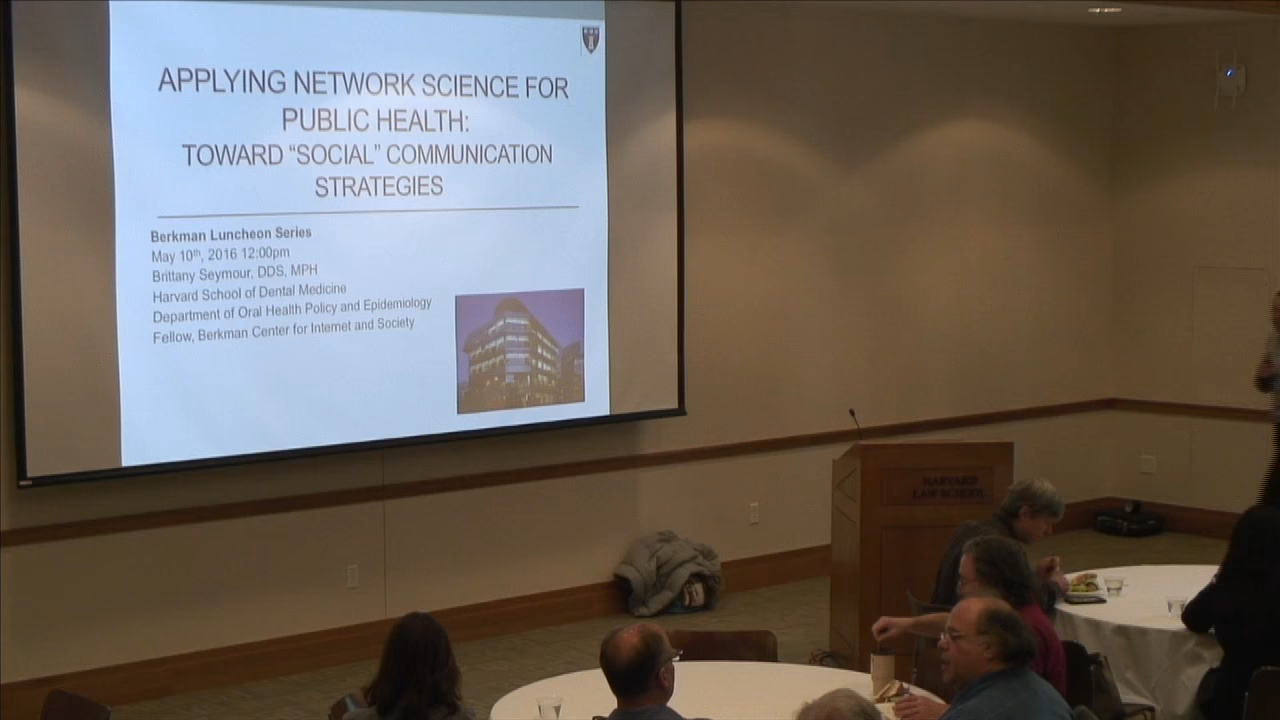 APPLYING NETWORK SCIENCE FOR
PUBLIC HEALTH:
TOWARD "SOCIAL" COMMUNICATION
STRATEGIES
Berkman Luncheon Series
May 10th, 2016 12:00pm
Brittany Seymour, DDS, MPH
Harvard School of Dental Medicine
Department of Oral Health Policy and Epidemiology
Fellow, Berkman Center for Internet and Society
HARVARD
LAW SCHOOL